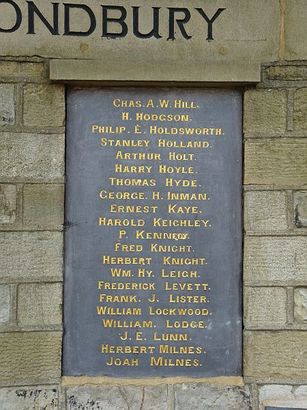 ONDBURY
CHAS. A. W. HILL.
H. HODGSON.
PHILIP. E. HOLDSWORTH.
STANLEY HOLLAND.
ARTHUR HOLT.
HARRY HOYLE.
THOMAS HYDE.
GEORGE. H. INMAN.
ERNEST KAYE.
HAROLD KEIGHLEY.
P. KENNEDY.
FRED KNIGHT.
HERBERT KNIGHT.
WM. HY. LEIGH.
FREDERICK LEVETT.
FRANK. J. LISTER.
WILLIAM LOCKWOOD.
WILLIAM. LODGE.
J. E. LUNN.
HERBERT MILNES.
JOAH MILNES.